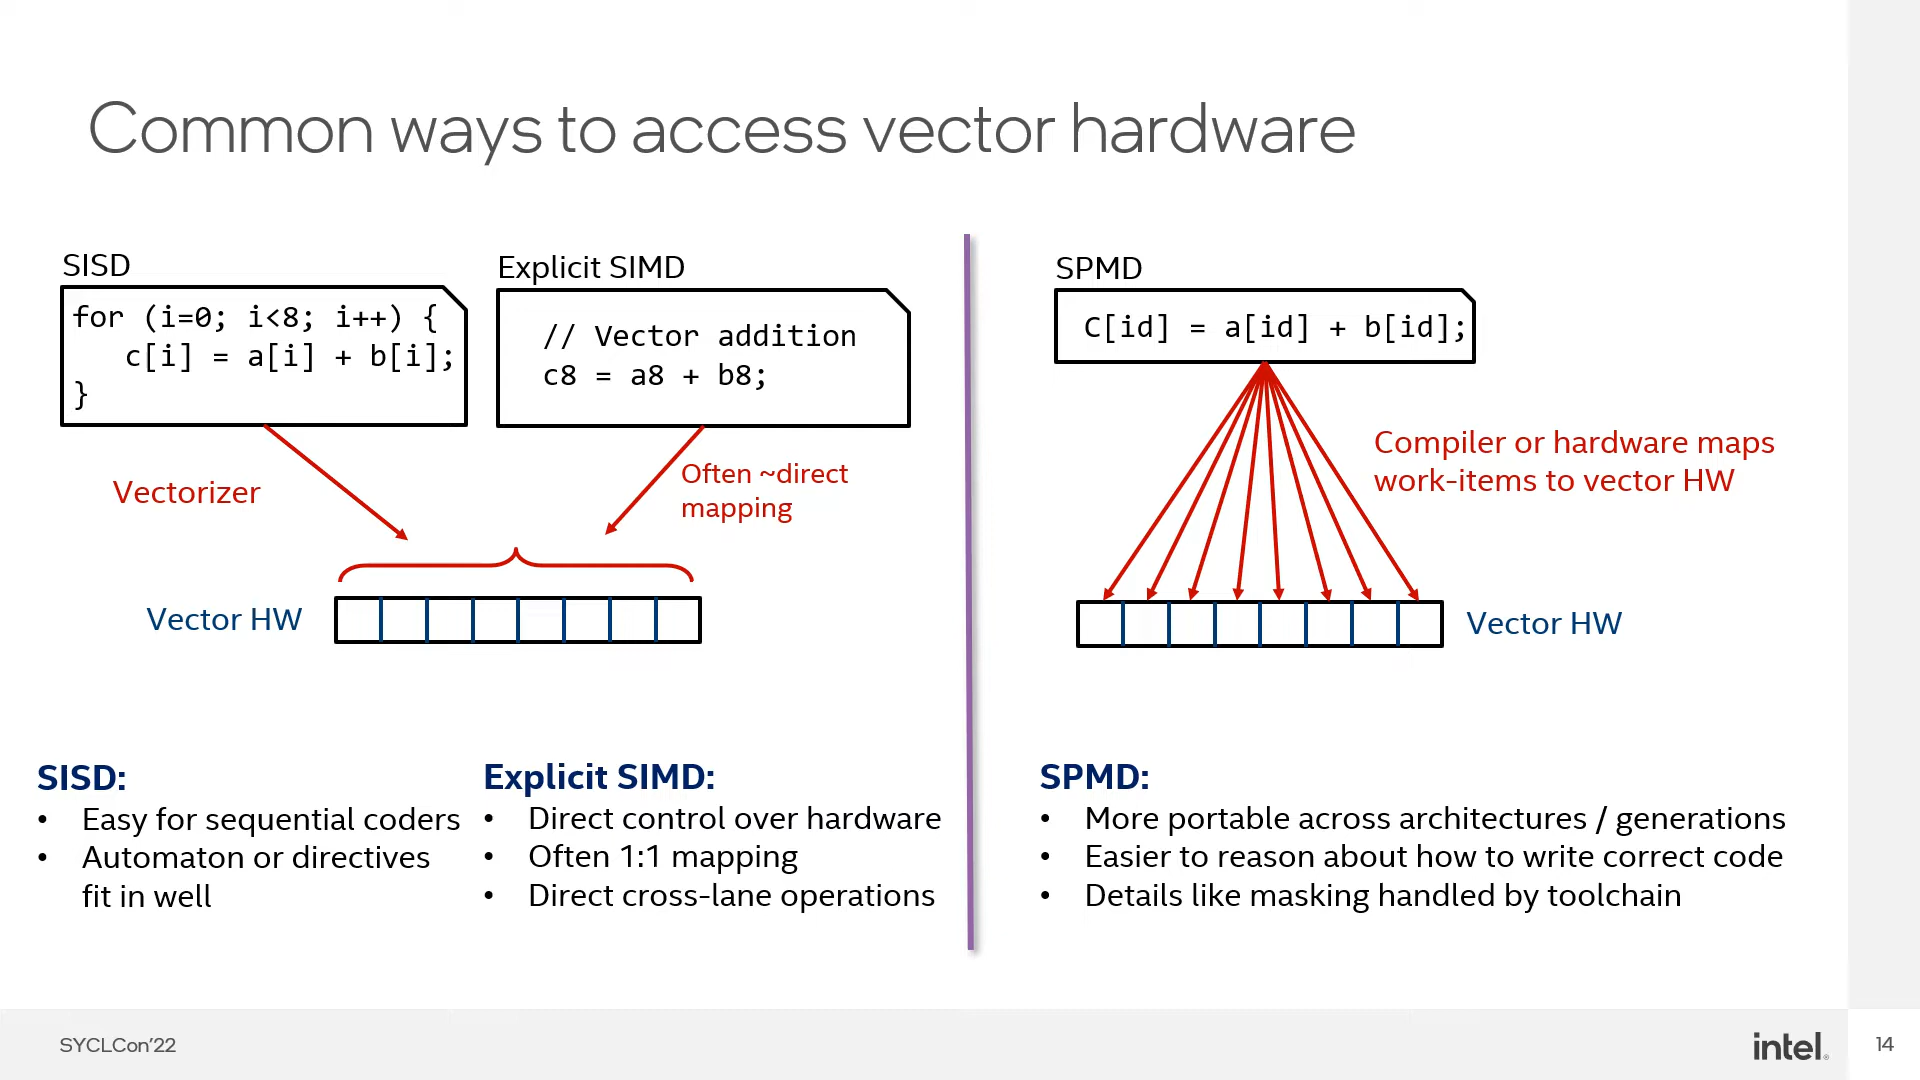 Common ways to access vector hardware
SISD
for (i=0; i<8; i++) {
c[i] = a[i] + b[i];
}
Explicit SIMD
// Vector addition
c8 = a8 + b8;
SPMD
C[id] = a[id] + b[id];
Vectorizer
Often ~direct
mapping
Compiler or hardware maps
work-items to vector HW
Vector HW
Vector HW
SISD:
• Easy for sequential coders
• Automaton or directives
fit in well
Explicit SIMD:
• Direct control over hardware
• Often 1:1 mapping
• Direct cross-lane operations
SPMD:
• More portable across architectures / generations
• Easier to reason about how to write correct code
• Details like masking handled by toolchain
SYCLCon'22
intel®
14